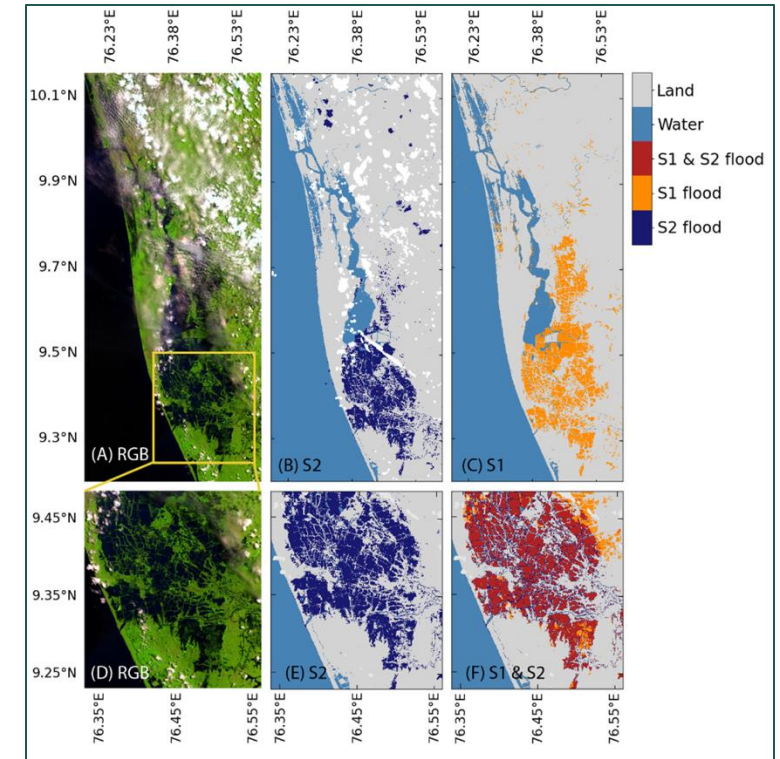 76.23°E
76.38°E
76.53°E
76.23°E
76.38°E
76.53°E
76.23°E
76.38°E
76.53°E
10.1°N
9.9°N
9.7°N
9.5°N
9.3°N
(A) RGB
(B) S2
(C) S1
Land
Water
S1 & S2 flood
S1 flood
S2 flood
9.45°N
9.35°N
9.25°N
(D) RGB
(E) S2
(F) S1 & S2
76.35°E
76.45°E
76.55°E
76.35°E
76.45°E
76.55°E
76.35°E
76.45°E
76.55°E